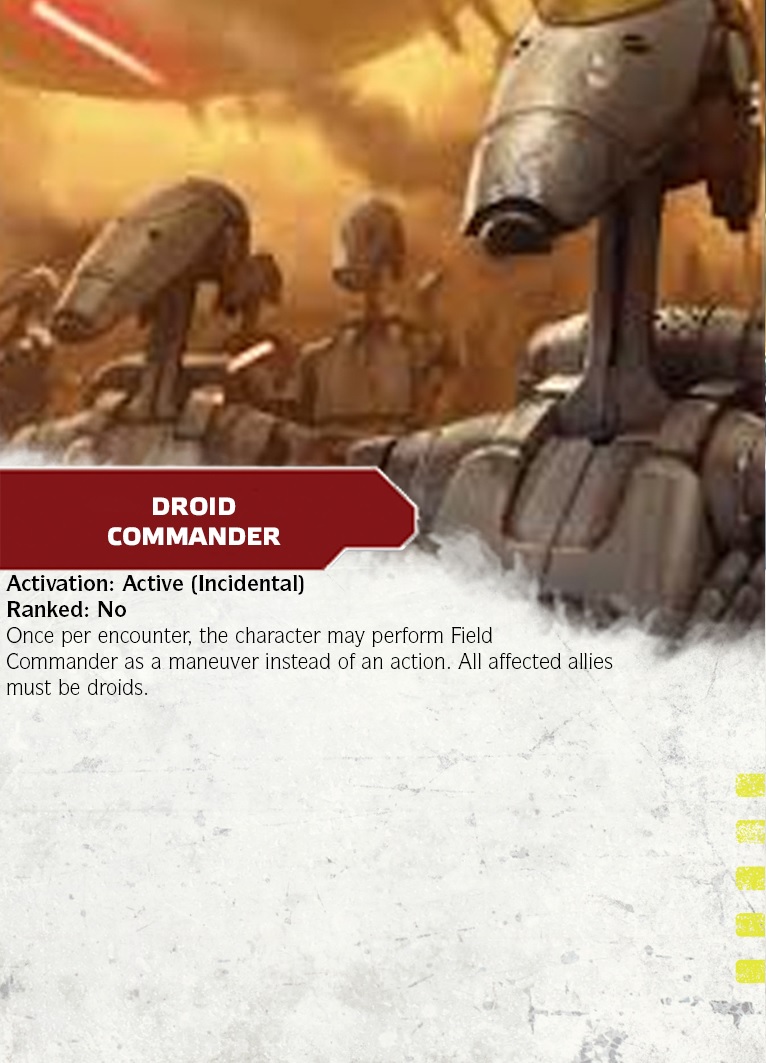 DROID
COMMANDER
Activation: Active (Incidental)
Ranked: No
Once per encounter, the character may perform Field
Commander as a maneuver instead of an action. All affected allies
must be droids.